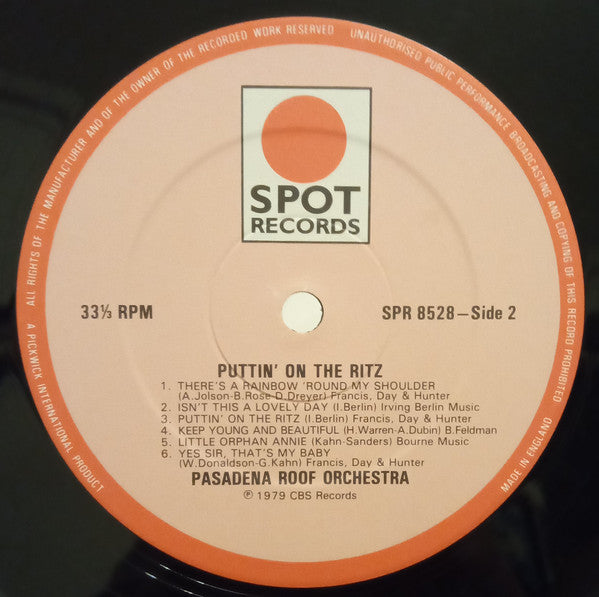 ALL RIGHTS OF THE MANUFACTURER AND OF THE OWNER OF THE RECORDED WORK RESERVED
UNAUTHORISED PUBLIC PERFORMANCE BROADCASTING AND COPYING OF THIS RECORD PROHIBITED
SPOT
RECORDS
33⅓ RPM
SPR 8528–Side 2
PUTTIN' ON THE RITZ
1. THERE'S A RAINBOW 'ROUND MY SHOULDER
(A.Jolson-B.Rose-D.Dreyer) Francis, Day & Hunter
2. ISN'T THIS A LOVELY DAY (I.Berlin) Irving Berlin Music
3. PUTTIN' ON THE RITZ (I.Berlin) Francis, Day & Hunter
4. KEEP YOUNG AND BEAUTIFUL (H.Warren-A.Dubin) B.Feldman
5. LITTLE ORPHAN ANNIE (Kahn-Sanders) Bourne Music
6. YES SIR, THAT'S MY BABY
(W.Donaldson-G.Kahn) Francis, Day & Hunter
PASADENA ROOF ORCHESTRA
℗ 1979 CBS Records
A PICKWICK INTERNATIONAL PRODUCT
MADE IN ENGLAND